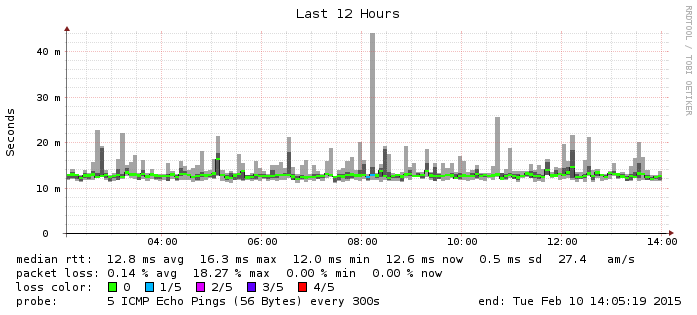 Last 12 Hours
RRDTOOL / TOBI OETIKER
Seconds
40 m
30 m
20 m
10 m
0
04:00 06:00 08:00 10:00 12:00 14:00
median rtt: 12.8 ms avg 16.3 ms max 12.0 ms min 12.6 ms now 0.5 ms sd 27.4 am/s
packet loss: 0.14 % avg 18.27 % max 0.00 % min 0.00 % now
loss color: 0 1/5 2/5 3/5 4/5
probe: 5 ICMP Echo Pings (56 Bytes) every 300s end: Tue Feb 10 14:05:19 2015